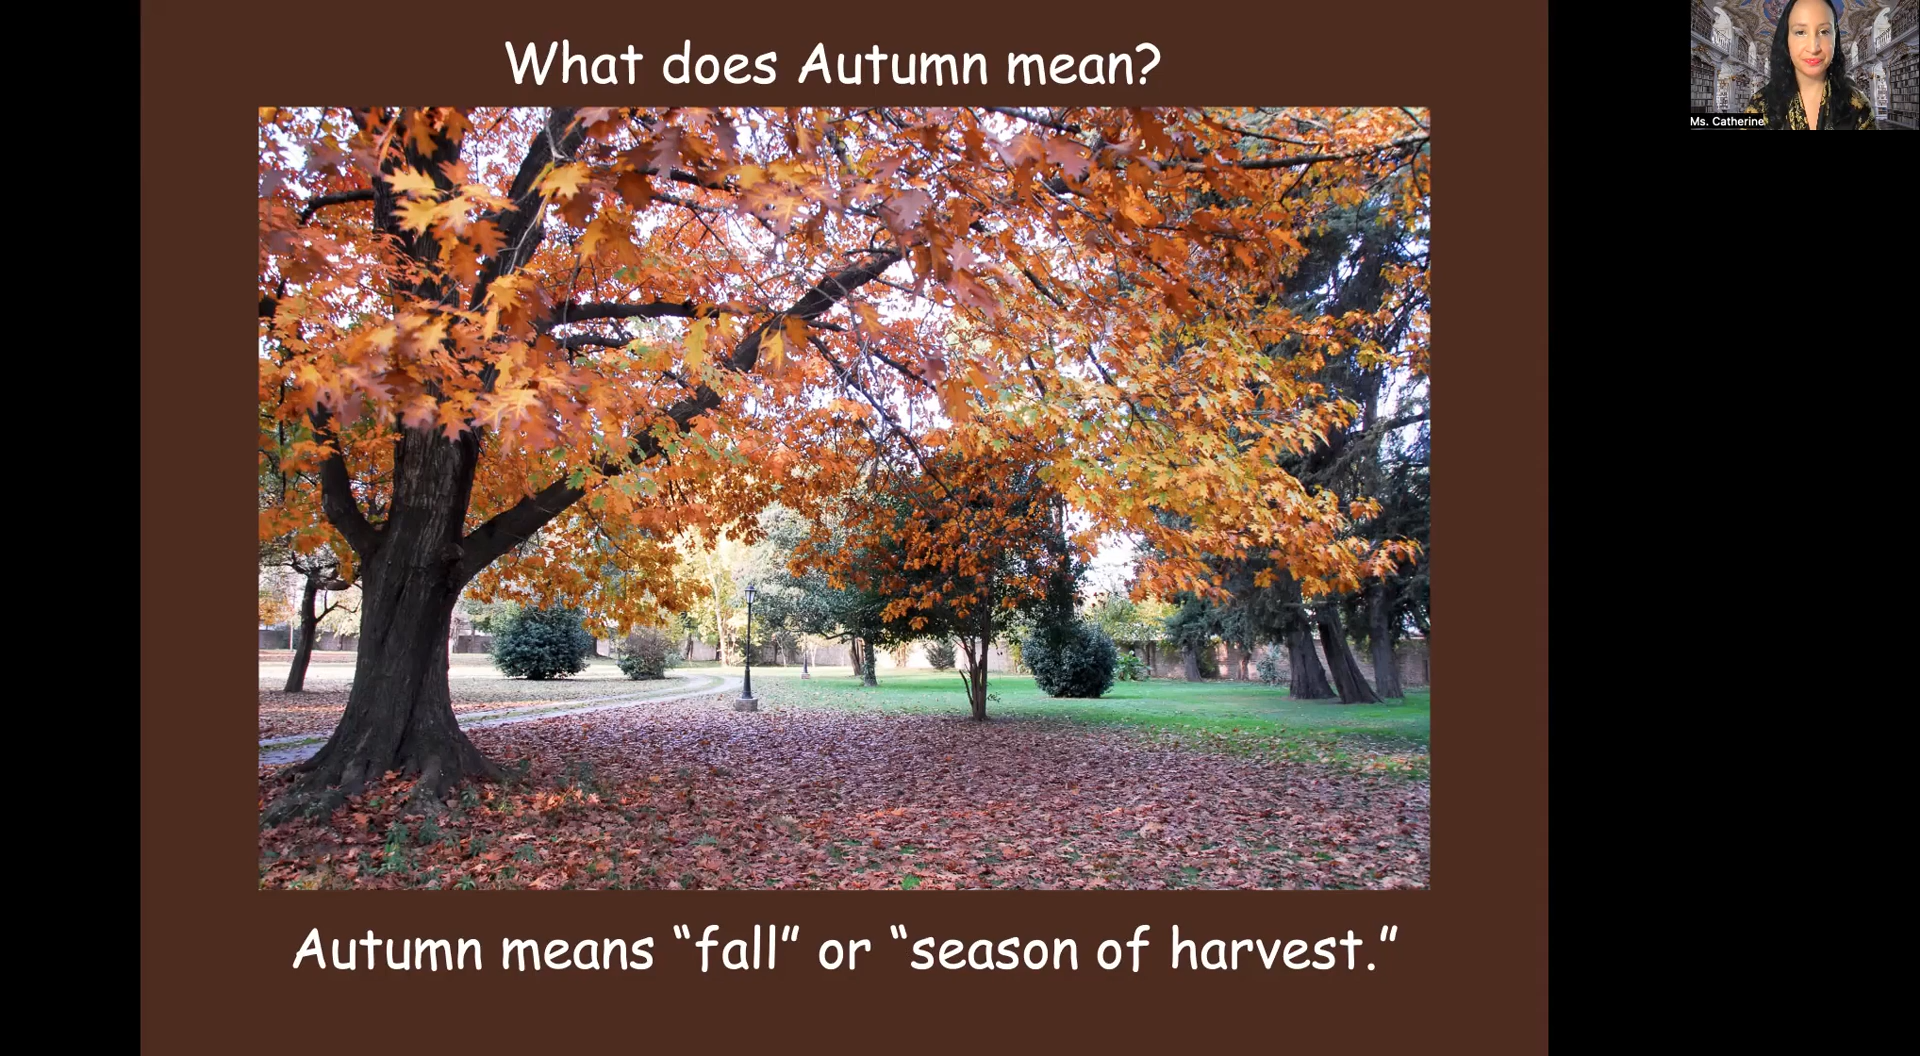 What does Autumn mean?
Ms. Catherine
Autumn means “fall” or “season of harvest.”